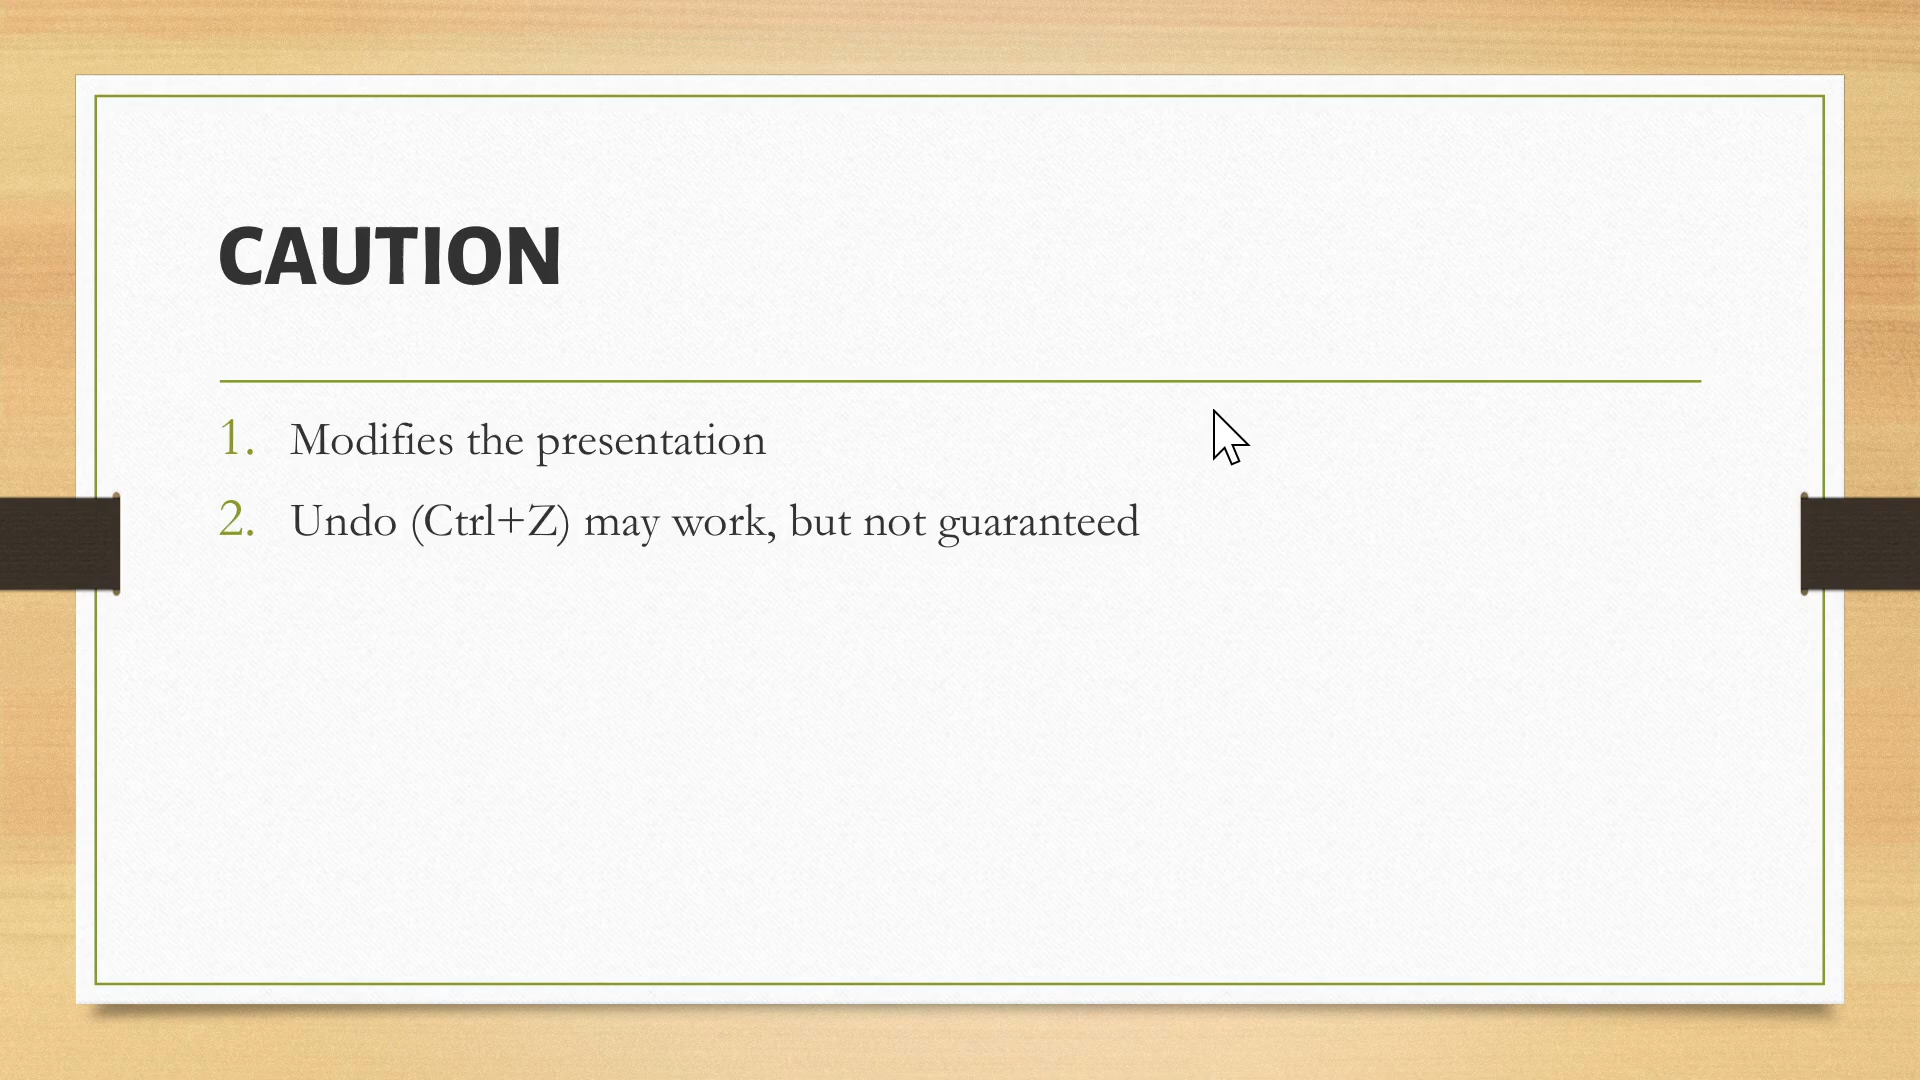 CAUTION
1. Modifies the presentation
2. Undo (Ctrl+Z) may work, but not guaranteed